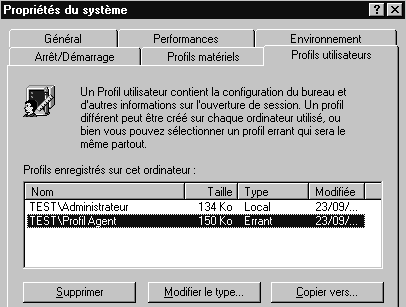 Propriétés du système
Général Performances Environnement
Arrêt/Démarrage Profils matériels Profils utilisateurs
Un Profil utilisateur contient la configuration du bureau et
d'autres informations sur l'ouverture de session. Un profil
différent peut être créé sur chaque ordinateur utilisé, ou
bien vous pouvez sélectionner un profil errant qui sera le
même partout.
Profils enregistrés sur cet ordinateur :
Nom Taille Type Modifiée
TEST\Administrateur 134 Ko Local 23/09/...
TEST\Profil Agent 150 Ko Errant 23/09/...
Supprimer Modifier le type... Copier vers...